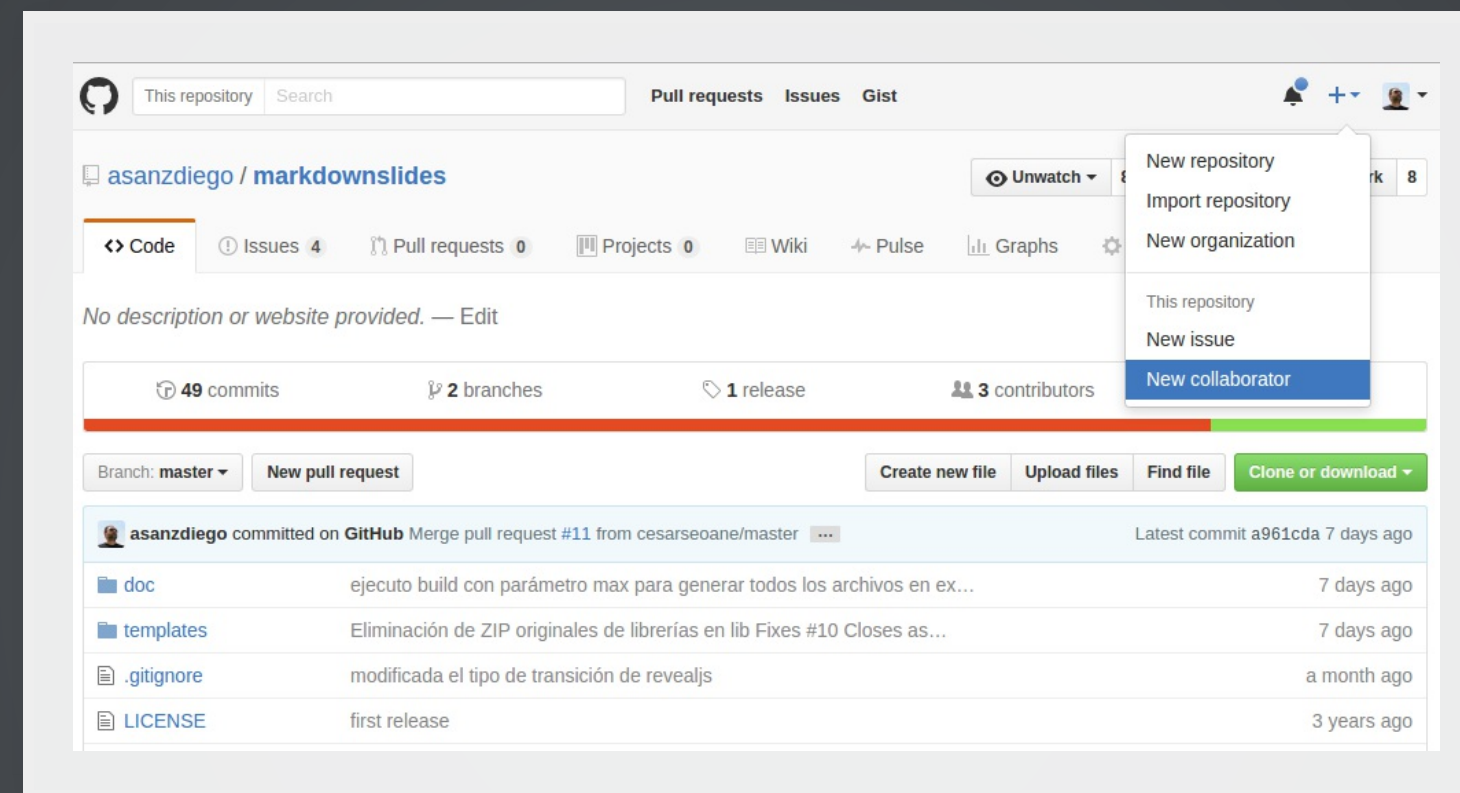 This repository Search Pull requests Issues Gist
asanzdiego / markdownslides Unwatch rk 8
New repository
Import repository
New organization
This repository
New issue
New collaborator
Code Issues 4 Pull requests 0 Projects 0 Wiki Pulse Graphs
No description or website provided. — Edit
49 commits 2 branches 1 release 3 contributors
Branch: master New pull request Create new file Upload files Find file Clone or download
asanzdiego committed on GitHub Merge pull request #11 from cesarseoane/master ... Latest commit a961cda 7 days ago
doc ejecuto build con parámetro max para generar todos los archivos en ex... 7 days ago
templates Eliminación de ZIP originales de librerías en lib Fixes #10 Closes as... 7 days ago
.gitignore modificada el tipo de transición de revealjs a month ago
LICENSE first release 3 years ago